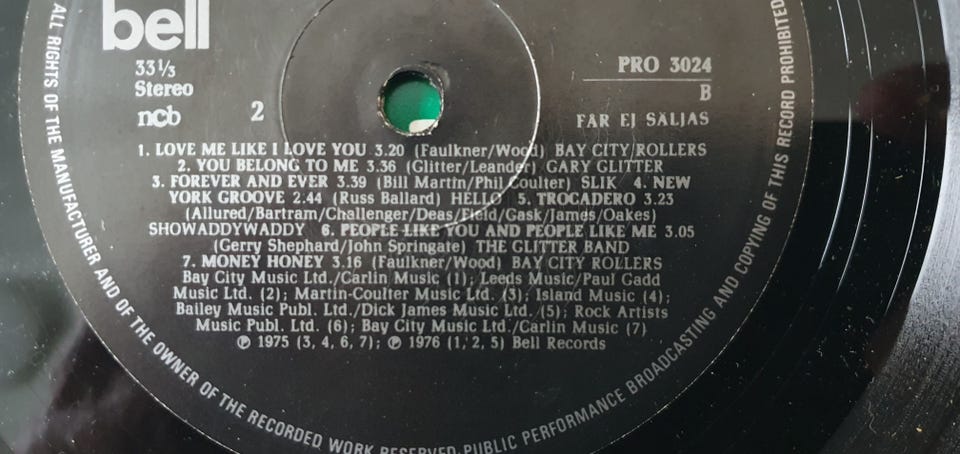 bell
33⅓
Stereo
ncb
2
PRO 3024
B
FÅR EJ SÄLJAS
1. LOVE ME LIKE I LOVE YOU 3.20 (Faulkner/Wood) BAY CITY ROLLERS
2. YOU BELONG TO ME 3.36 (Glitter/Leander) GARY GLITTER
3. FOREVER AND EVER 3.39 (Bill Martin/Phil Coulter) SLIK 4. NEW
YORK GROOVE 2.44 (Russ Ballard) HELLO 5. TROCADERO 3.23
(Allured/Bartram/Challenger/Deas/Field/Gask/James/Oakes)
SHOWADDYWADDY 6. PEOPLE LIKE YOU AND PEOPLE LIKE ME 3.05
(Gerry Shephard/John Springate) THE GLITTER BAND
7. MONEY HONEY 3.16 (Faulkner/Wood) BAY CITY ROLLERS
Bay City Music Ltd./Carlin Music (1); Leeds Music/Paul Gadd
Music Ltd. (2); Martin-Coulter Music Ltd. (3); Island Music (4);
Bailey Music Publ. Ltd./Dick James Music Ltd. (5); Rock Artists
Music Publ. Ltd. (6); Bay City Music Ltd./Carlin Music (7)
℗ 1975 (3, 4, 6, 7); ℗ 1976 (1, 2, 5) Bell Records
ALL RIGHTS OF THE MANUFACTURER AND OF THE OWNER OF THE RECORDED WORK RESERVED·PUBLIC PERFORMANCE BROADCASTING AND COPYING OF THIS RECORD PROHIBITED